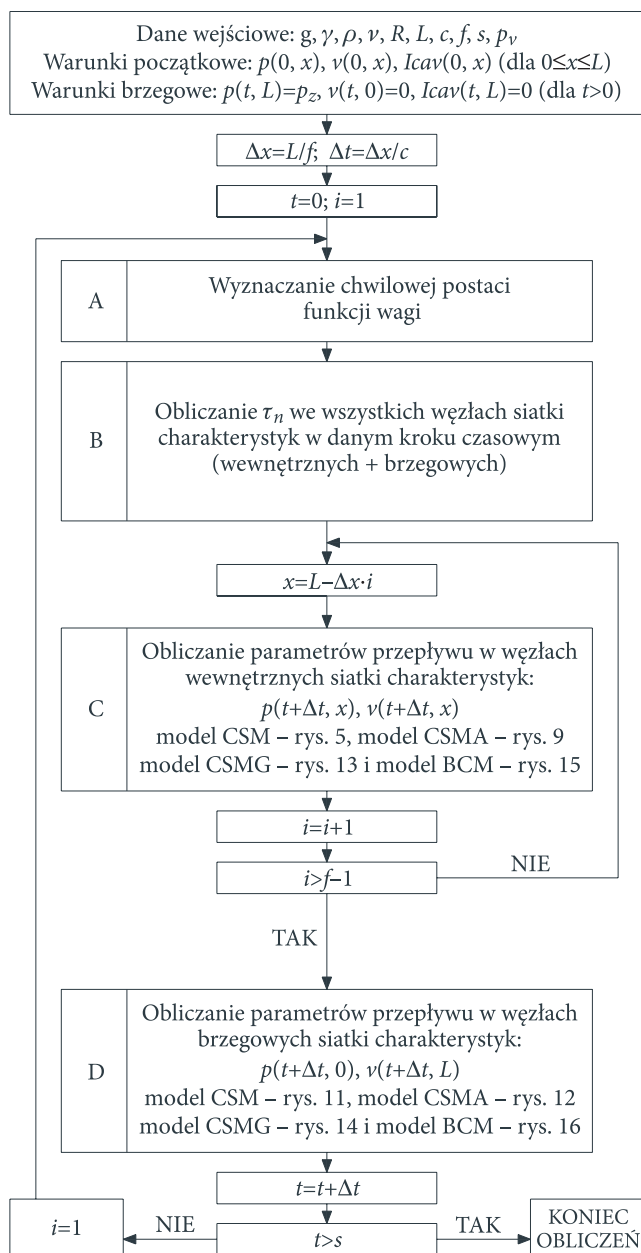 Dane wejściowe: g, γ, ρ, ν, R, L, c, f, s, pᵥ
Warunki początkowe: p(0, x), v(0, x), Icav(0, x) (dla 0≤x≤L)
Warunki brzegowe: p(t, L)=p_z, v(t, 0)=0, Icav(t, L)=0 (dla t>0)
Δx=L/f; Δt=Δx/c
t=0; i=1
A
Wyznaczanie chwilowej postaci
funkcji wagi
B
Obliczanie τₙ we wszystkich węzłach siatki
charakterystyk w danym kroku czasowym
(wewnętrznych + brzegowych)
x=L−Δx·i
C
Obliczanie parametrów przepływu w węzłach
wewnętrznych siatki charakterystyk:
p(t+Δt, x), v(t+Δt, x)
model CSM – rys. 5, model CSMA – rys. 9
model CSMG – rys. 13 i model BCM – rys. 15
i=i+1
i>f−1
NIE
TAK
D
Obliczanie parametrów przepływu w węzłach
brzegowych siatki charakterystyk:
p(t+Δt, 0), v(t+Δt, L)
model CSM – rys. 11, model CSMA – rys. 12
model CSMG – rys. 14 i model BCM – rys. 16
t=t+Δt
i=1
NIE
t>s
TAK
KONIEC
OBLICZEŃ